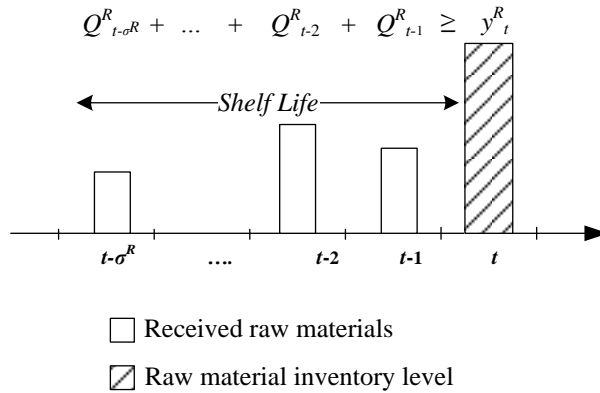 Q^R_{t-σ^R} + ... + Q^R_{t-2} + Q^R_{t-1} ≥ y^R_t
Shelf Life
t-σ^R .... t-2 t-1 t
Received raw materials
Raw material inventory level